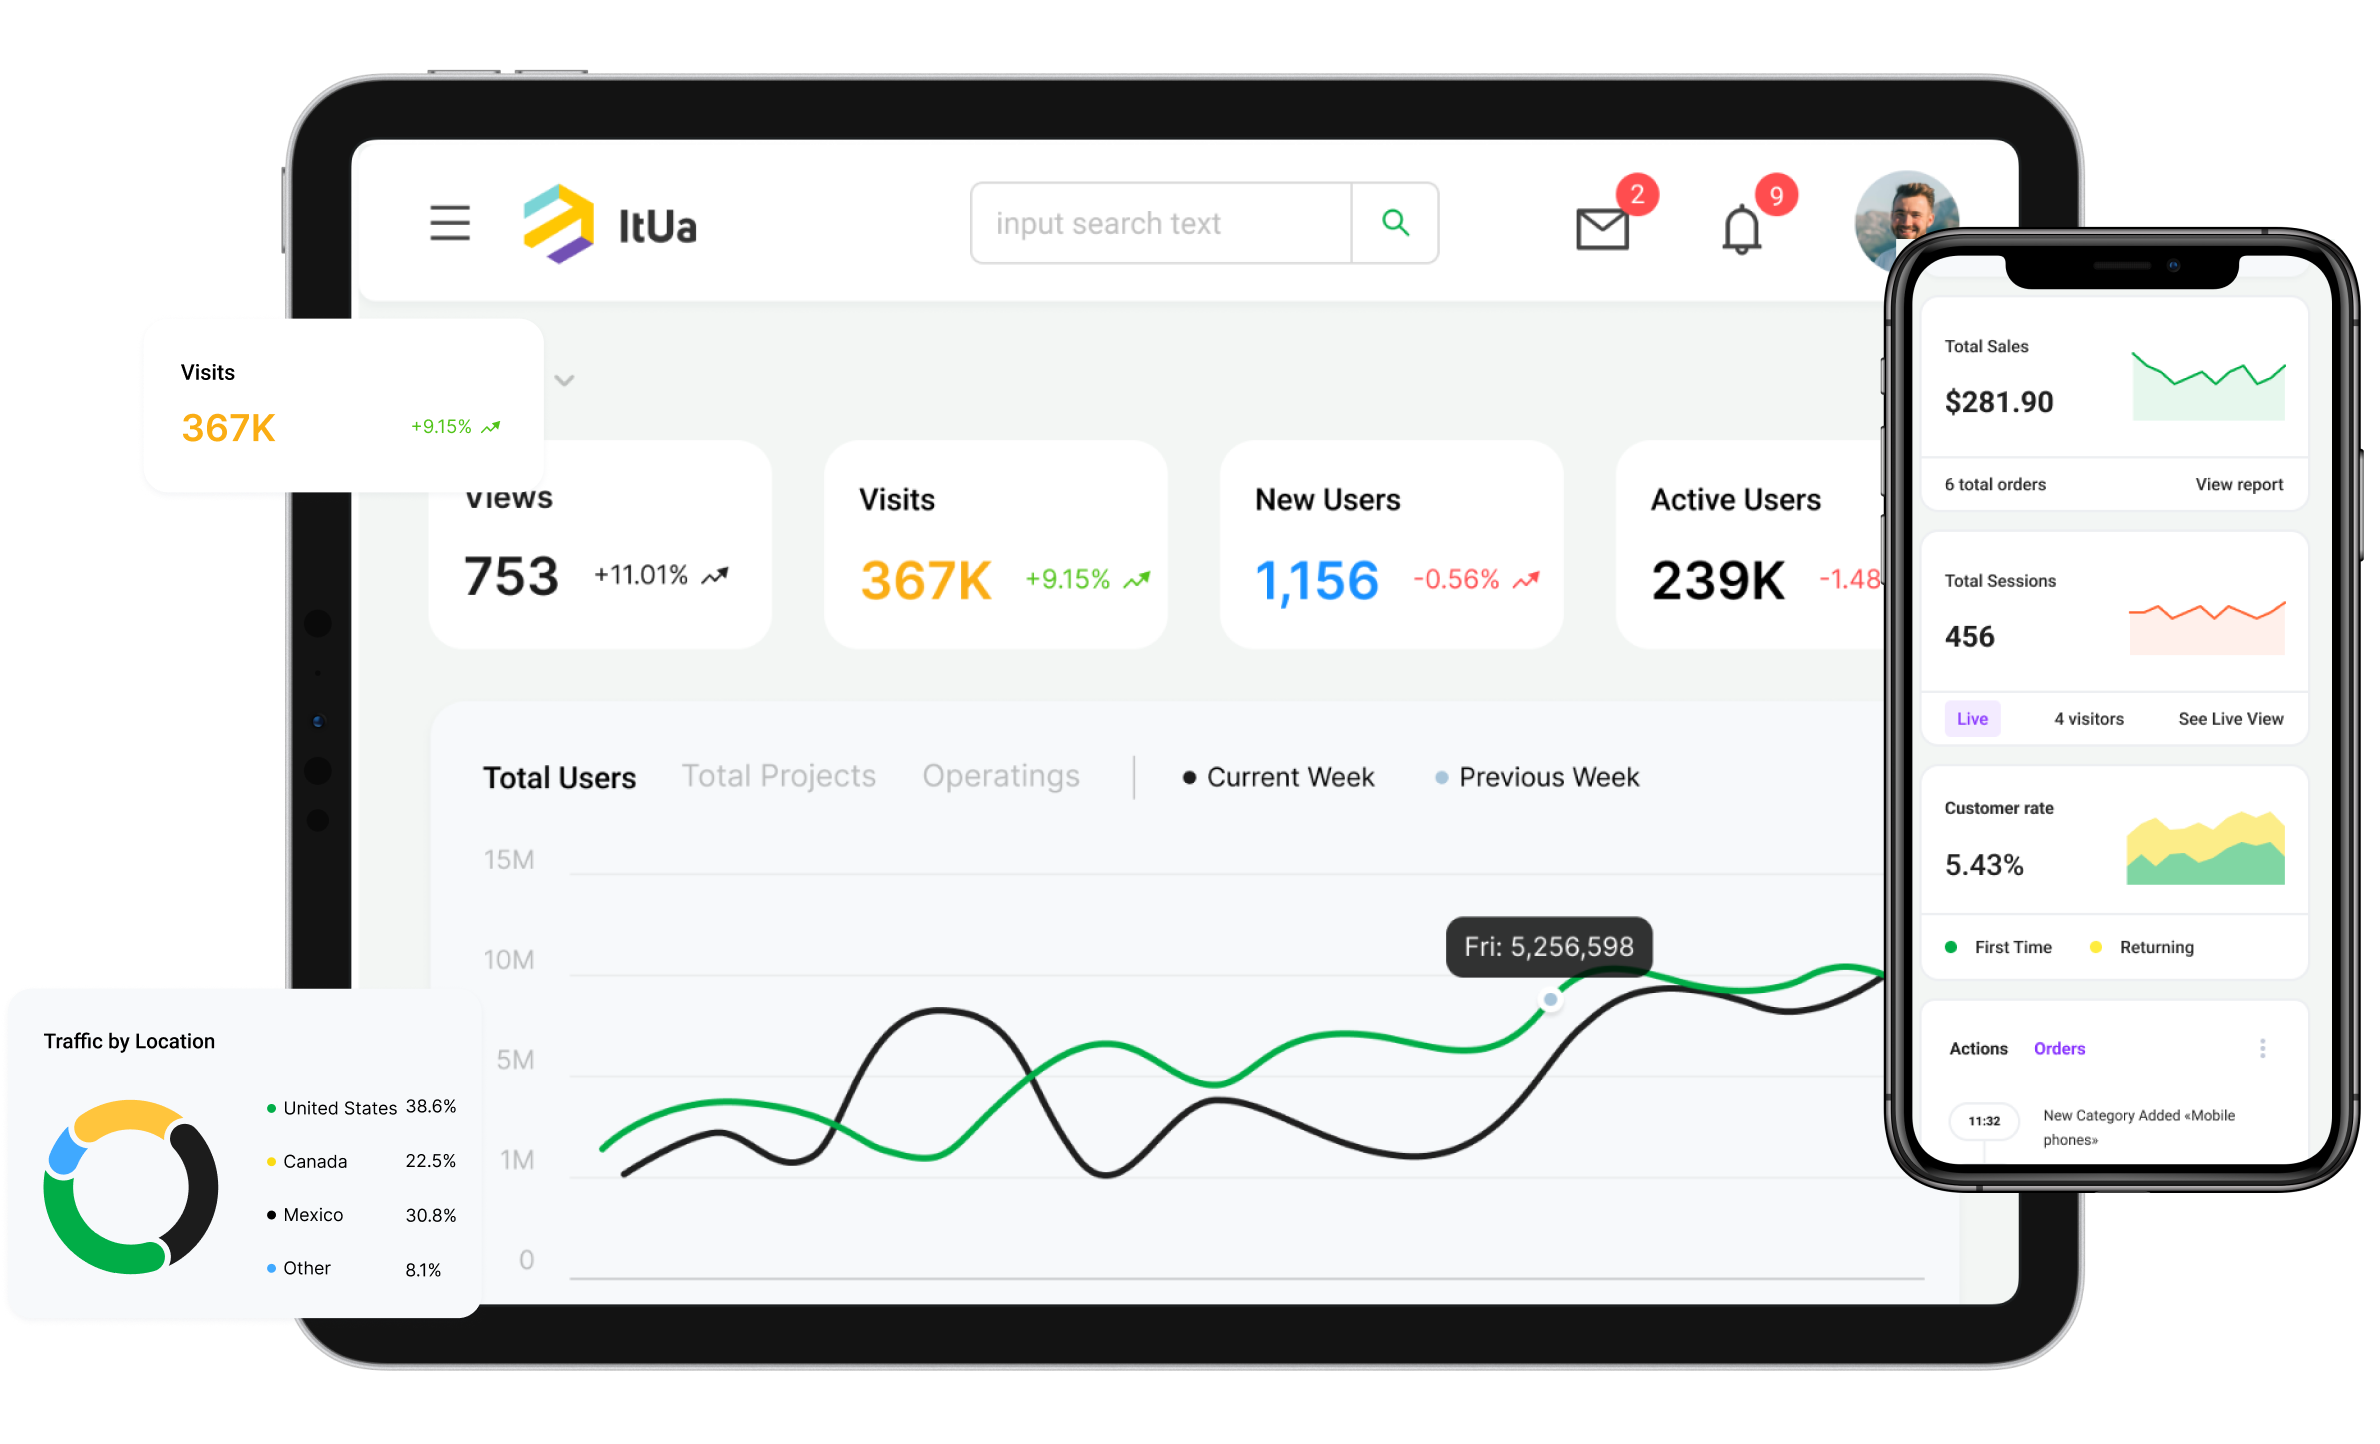 ItUa
input search text
2
9
Visits
367K +9.15%
Views
753 +11.01%
Visits
367K +9.15%
New Users
1,156 -0.56%
Active Users
239K -1.48
Total Users Total Projects Operatings Current Week Previous Week
15M
10M
5M
1M
0
Fri: 5,256,598
Traffic by Location
United States 38.6%
Canada 22.5%
Mexico 30.8%
Other 8.1%
Total Sales
$281.90
6 total orders View report
Total Sessions
456
Live 4 visitors See Live View
Customer rate
5.43%
First Time Returning
Actions Orders
11:32 New Category Added «Mobile
phones»